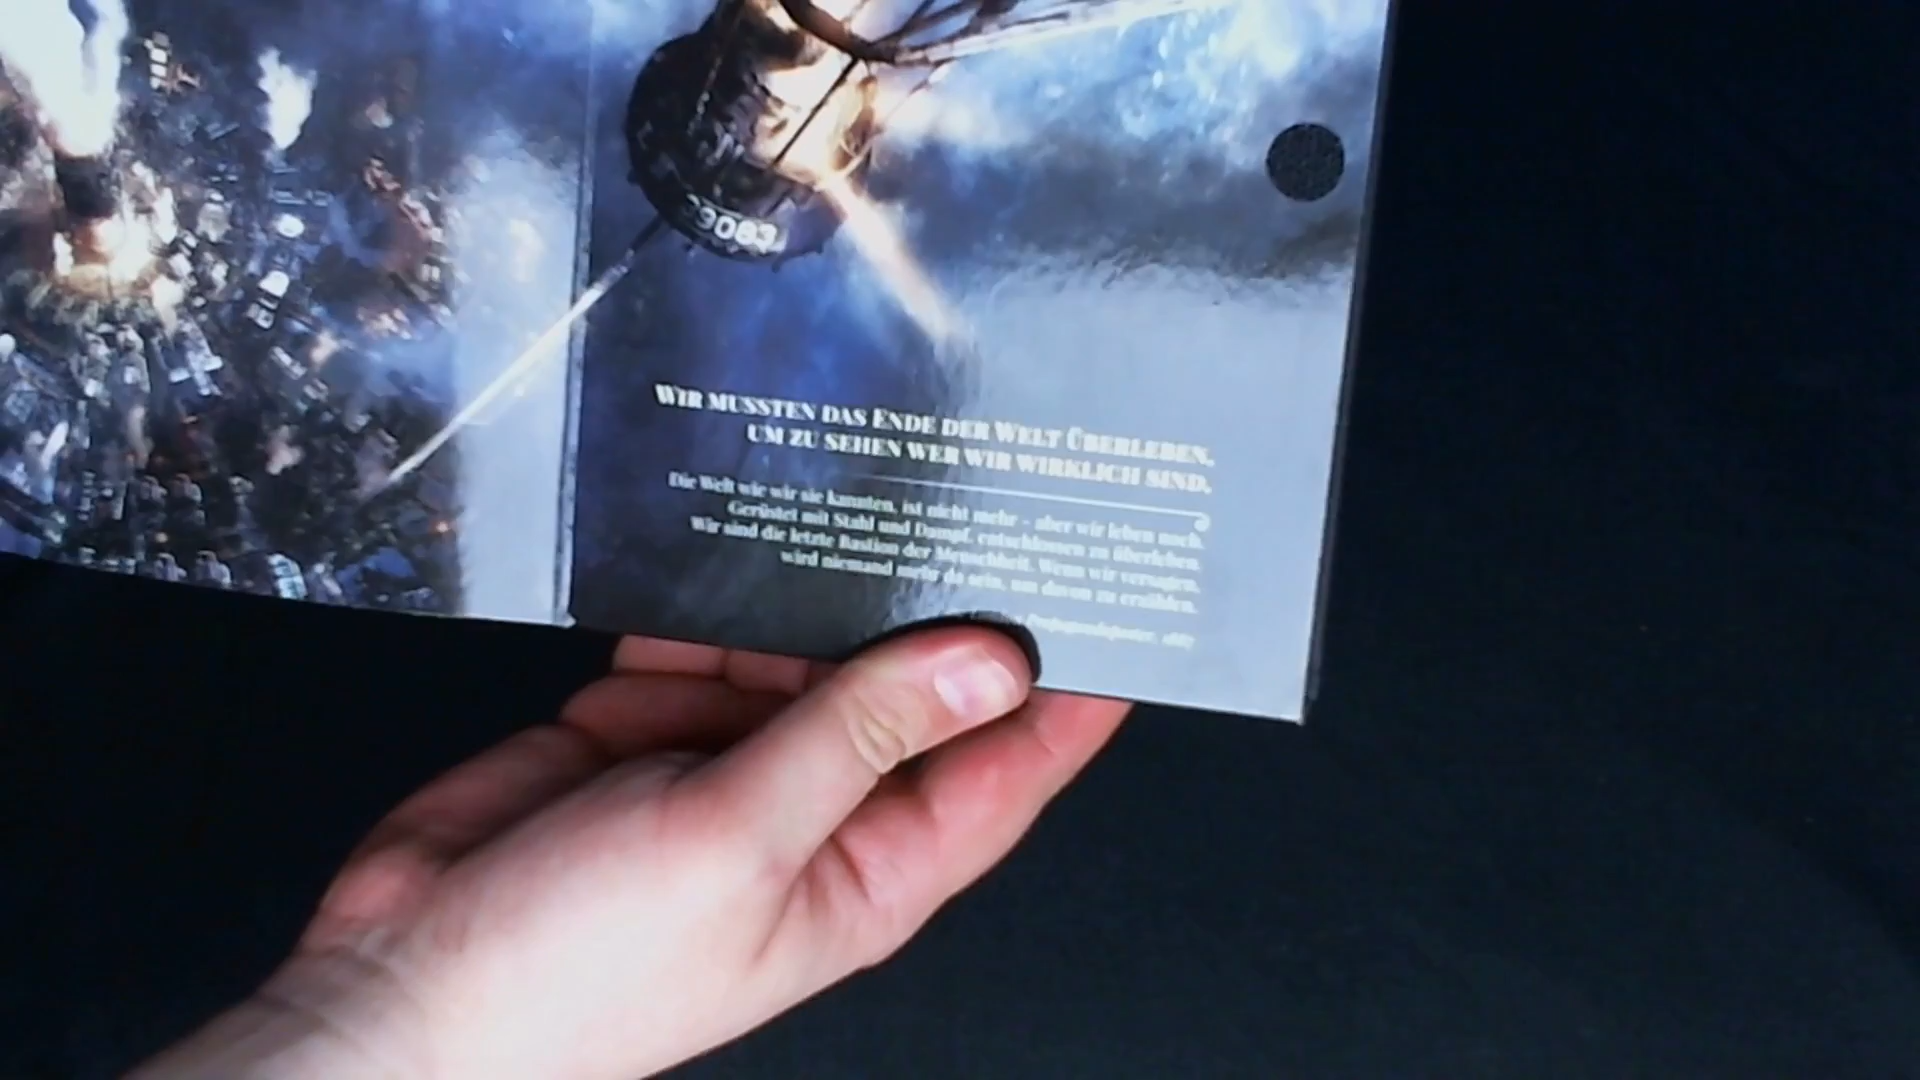 9083
Wir mussten das Ende der Welt überleben,
um zu sehen wer wir wirklich sind.
Die Welt wie wir sie kannten, ist nicht mehr – aber wir leben noch.
Gerüstet mit Stahl und Dampf, entschlossen zu überleben.
Wir sind die letzte Bastion der Menschheit. Wenn wir versagen,
wird niemand mehr da sein, um davon zu erzählen.
Propagandaposter, 1887